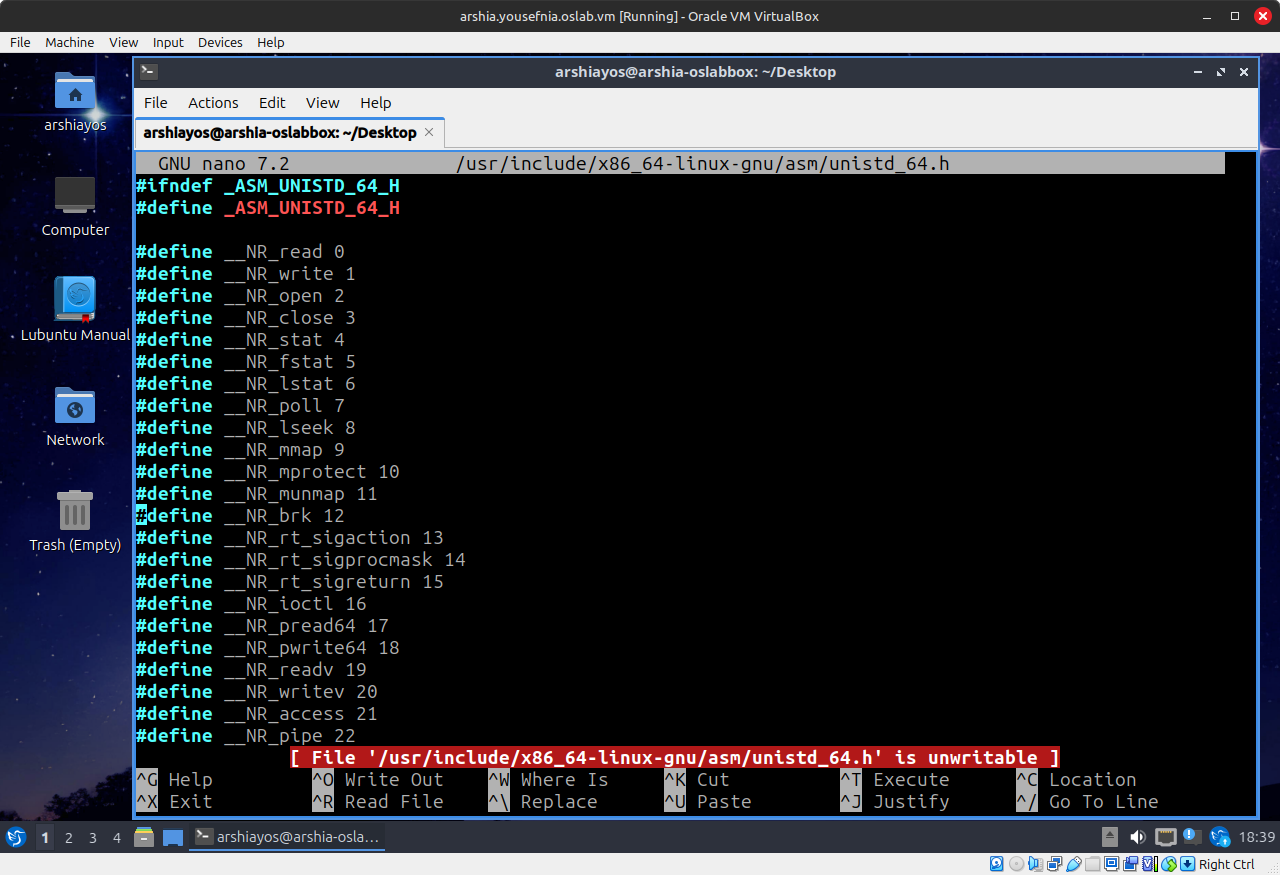 arshia.yousefnia.oslab.vm [Running] - Oracle VM VirtualBox
File Machine View Input Devices Help
arshiayos@arshia-oslabbox: ~/Desktop
File Actions Edit View Help
arshiayos@arshia-oslabbox: ~/Desktop ×
GNU nano 7.2 /usr/include/x86_64-linux-gnu/asm/unistd_64.h
#ifndef _ASM_UNISTD_64_H
#define _ASM_UNISTD_64_H
#define __NR_read 0
#define __NR_write 1
#define __NR_open 2
#define __NR_close 3
#define __NR_stat 4
#define __NR_fstat 5
#define __NR_lstat 6
#define __NR_poll 7
#define __NR_lseek 8
#define __NR_mmap 9
#define __NR_mprotect 10
#define __NR_munmap 11
#define __NR_brk 12
#define __NR_rt_sigaction 13
#define __NR_rt_sigprocmask 14
#define __NR_rt_sigreturn 15
#define __NR_ioctl 16
#define __NR_pread64 17
#define __NR_pwrite64 18
#define __NR_readv 19
#define __NR_writev 20
#define __NR_access 21
#define __NR_pipe 22
[ File '/usr/include/x86_64-linux-gnu/asm/unistd_64.h' is unwritable ]
^G Help ^O Write Out ^W Where Is ^K Cut ^T Execute ^C Location
^X Exit ^R Read File ^\ Replace ^U Paste ^J Justify ^/ Go To Line
arshiayos
Computer
Lubuntu Manual
Network
Trash (Empty)
1 2 3 4 arshiayos@arshia-osla... 18:39
Right Ctrl